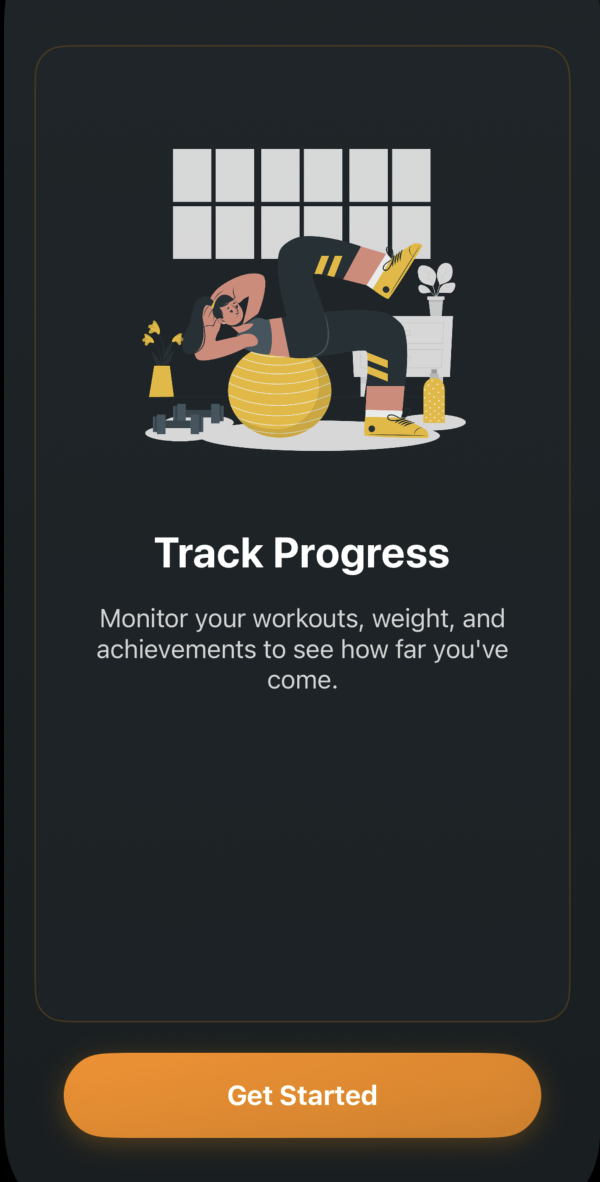 Track Progress
Monitor your workouts, weight, and
achievements to see how far you've
come.
Get Started